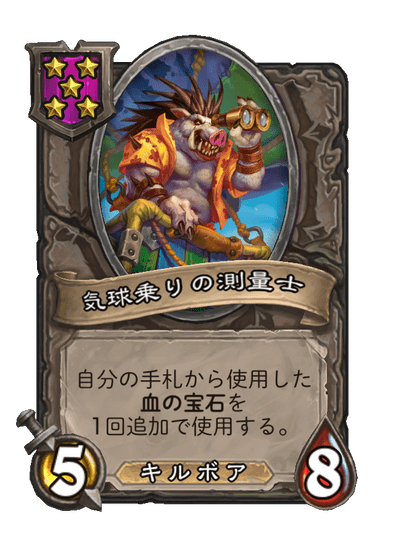 気球乗りの測量士
自分の手札から使用した
血の宝石を
1回追加で使用する。
5
キルボア
8